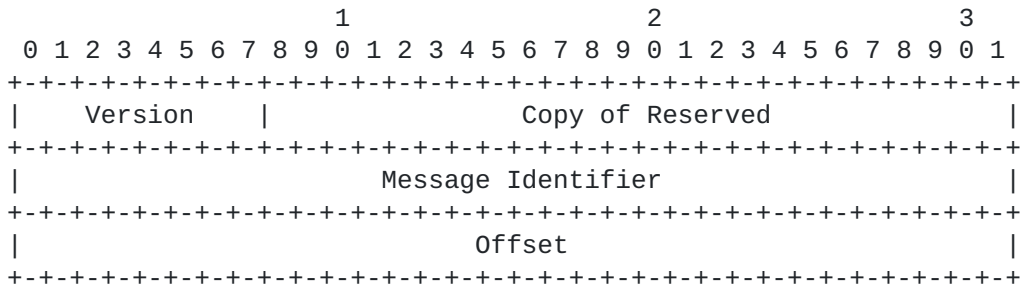 1                   2                   3
 0 1 2 3 4 5 6 7 8 9 0 1 2 3 4 5 6 7 8 9 0 1 2 3 4 5 6 7 8 9 0 1
+-+-+-+-+-+-+-+-+-+-+-+-+-+-+-+-+-+-+-+-+-+-+-+-+-+-+-+-+-+-+-+-+
|    Version    |                Copy of Reserved               |
+-+-+-+-+-+-+-+-+-+-+-+-+-+-+-+-+-+-+-+-+-+-+-+-+-+-+-+-+-+-+-+-+
|                       Message Identifier                      |
+-+-+-+-+-+-+-+-+-+-+-+-+-+-+-+-+-+-+-+-+-+-+-+-+-+-+-+-+-+-+-+-+
|                             Offset                            |
+-+-+-+-+-+-+-+-+-+-+-+-+-+-+-+-+-+-+-+-+-+-+-+-+-+-+-+-+-+-+-+-+